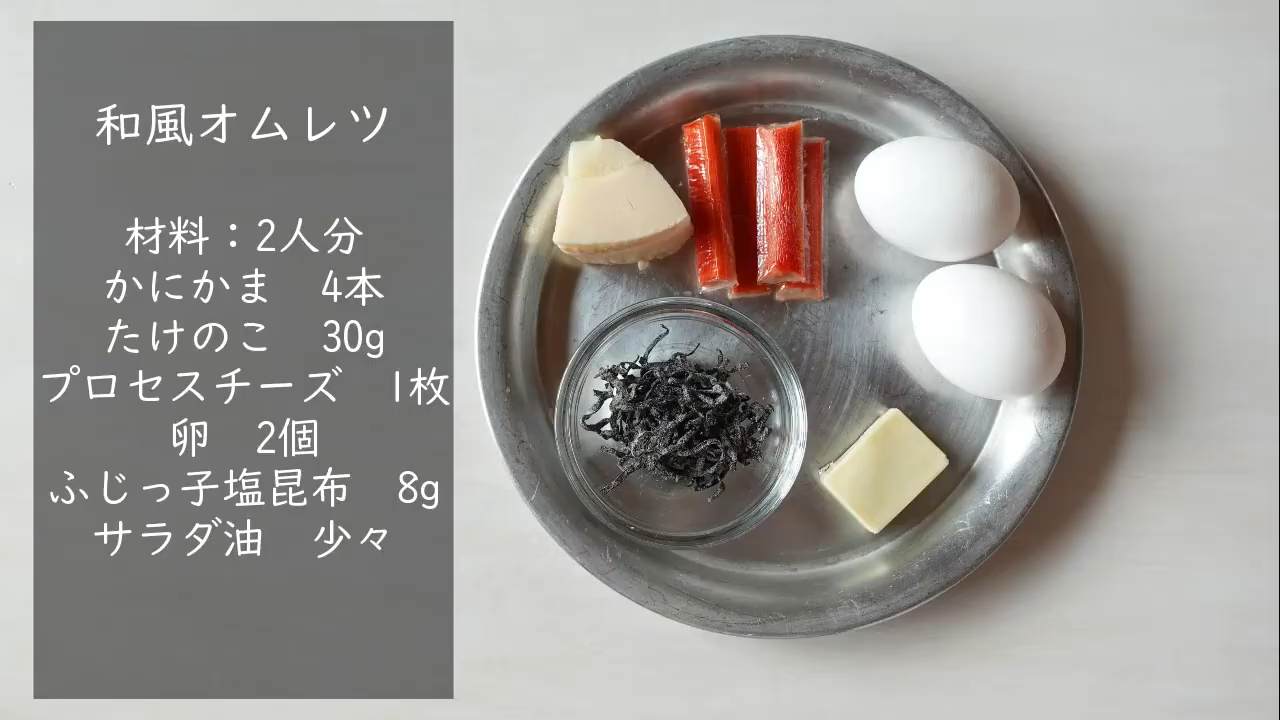 和風オムレツ
材料：2人分
かにかま　4本
たけのこ　30g
プロセスチーズ　1枚
卵　2個
ふじっ子塩昆布　8g
サラダ油　少々